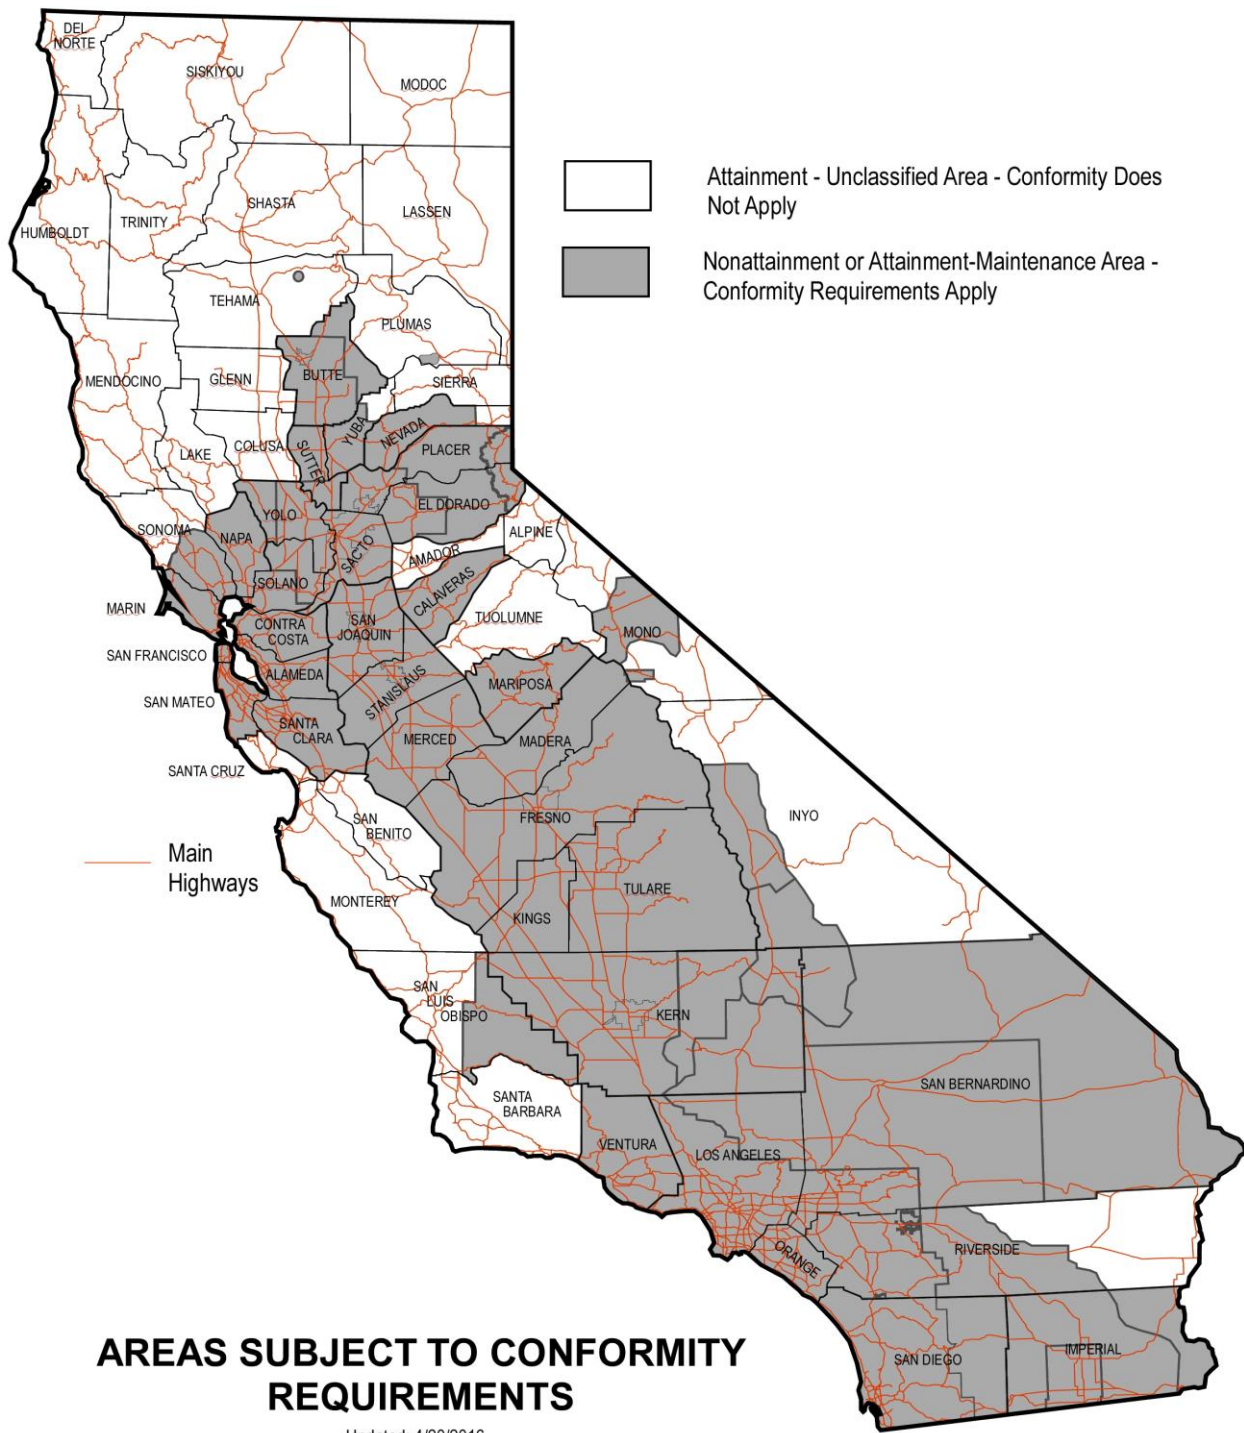 DEL
NORTE
SISKIYOU
MODOC
Attainment - Unclassified Area - Conformity Does
Not Apply
HUMBOLDT
TRINITY
SHASTA
LASSEN
Nonattainment or Attainment-Maintenance Area -
Conformity Requirements Apply
TEHAMA
PLUMAS
MENDOCINO
GLENN
BUTTE
SIERRA
LAKE
COLUSA
SUTTER
YUBA
NEVADA
PLACER
SONOMA
NAPA
YOLO
SACTO
EL DORADO
ALPINE
AMADOR
SOLANO
CALAVERAS
TUOLUMNE
MARIN
CONTRA
COSTA
SAN
JOAQUIN
MONO
SAN FRANCISCO
ALAMEDA
STANISLAUS
MARIPOSA
SAN MATEO
SANTA
CLARA
MERCED
MADERA
SANTA CRUZ
SAN
BENITO
FRESNO
INYO
Main
Highways
MONTEREY
KINGS
TULARE
SAN
LUIS
OBISPO
KERN
SANTA
BARBARA
SAN BERNARDINO
VENTURA
LOS ANGELES
ORANGE
RIVERSIDE
SAN DIEGO
IMPERIAL
AREAS SUBJECT TO CONFORMITY
REQUIREMENTS
Updated: 4/20/2016